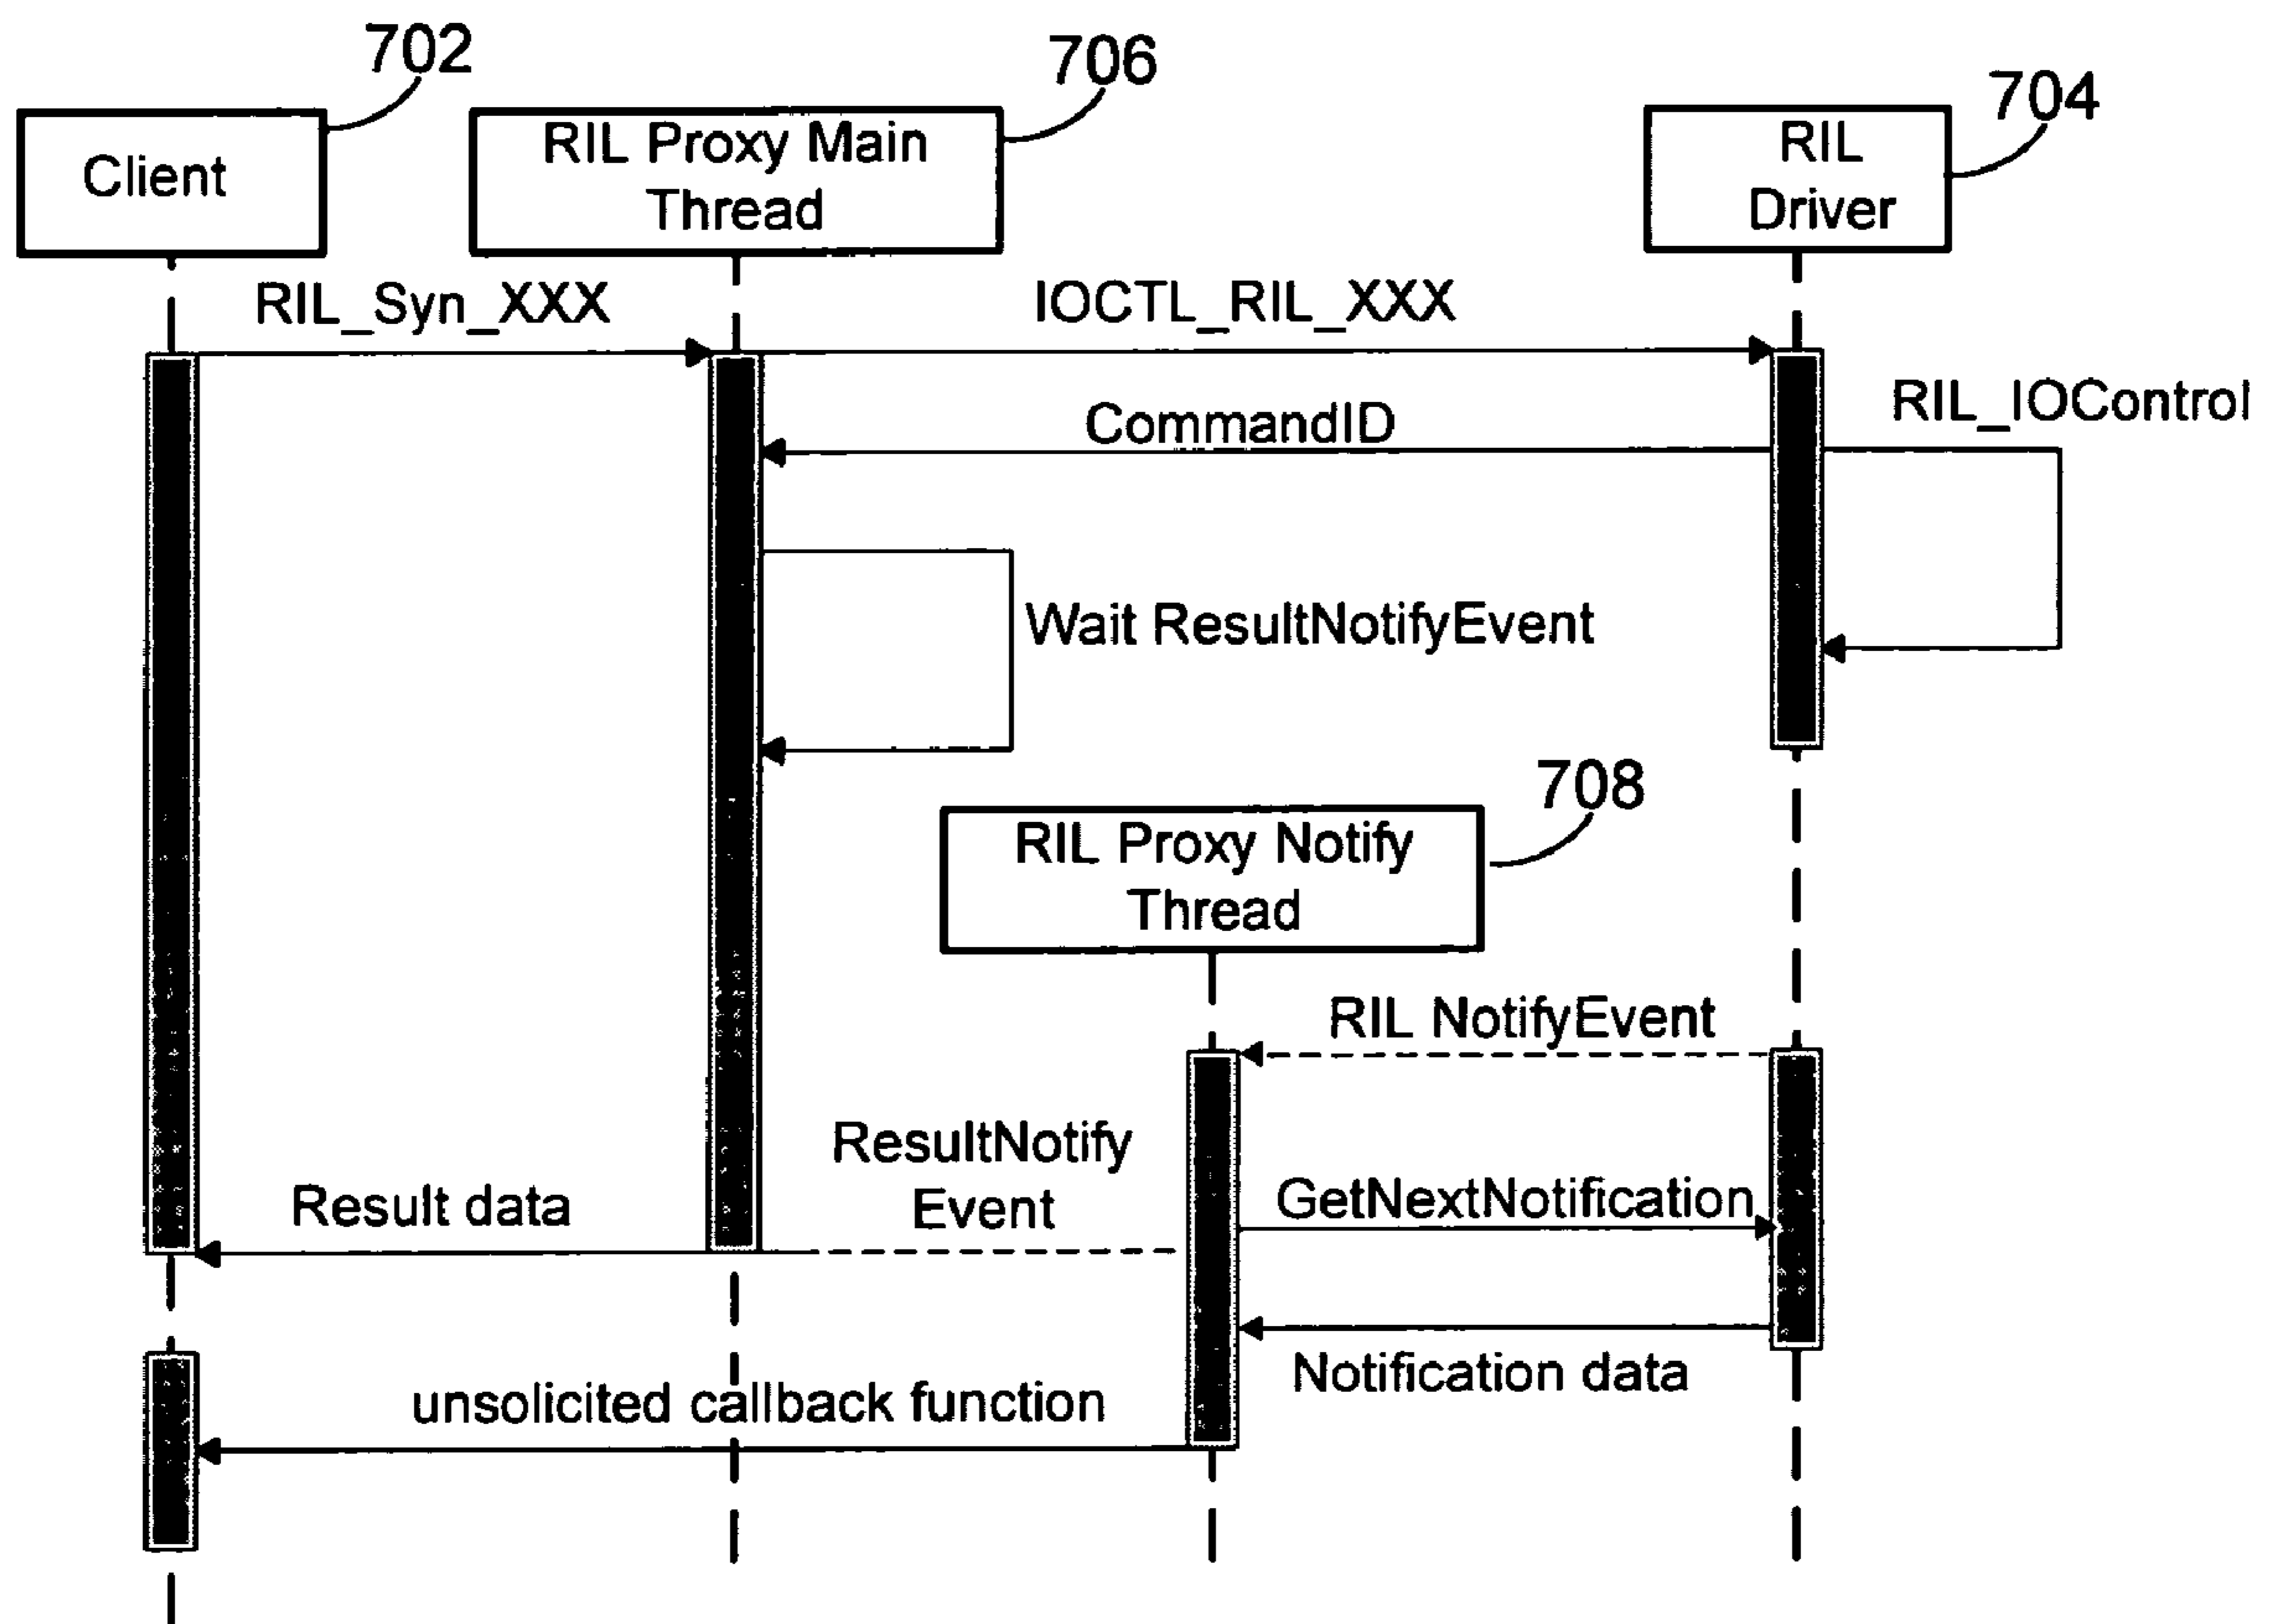 702
706
704
Client
RIL Proxy Main
Thread
RIL
Driver
RIL_Syn_XXX
IOCTL_RIL_XXX
CommandID
RIL_IOControl
Wait ResultNotifyEvent
708
RIL Proxy Notify
Thread
RIL NotifyEvent
ResultNotify
Event
Result data
GetNextNotification
Notification data
unsolicited callback function